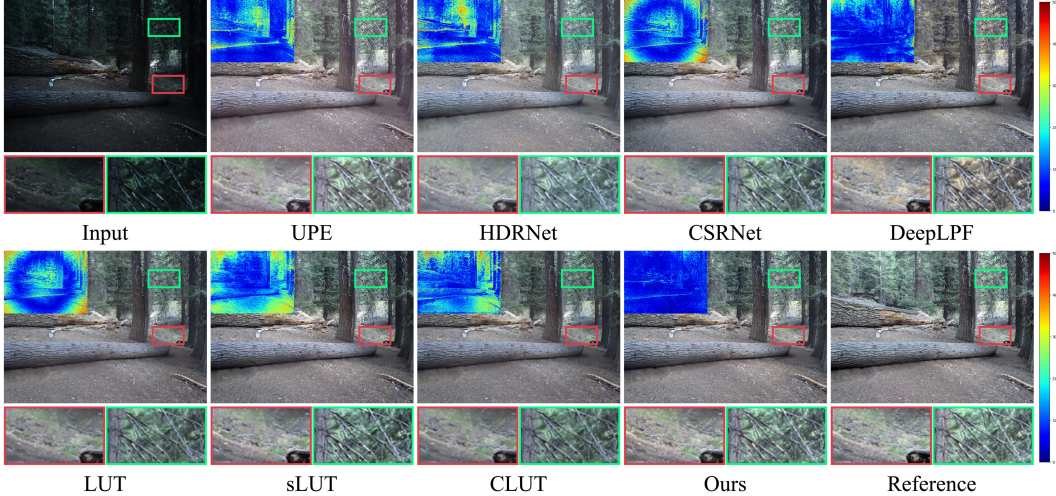 Input
UPE
HDRNet
CSRNet
DeepLPF
LUT
sLUT
CLUT
Ours
Reference